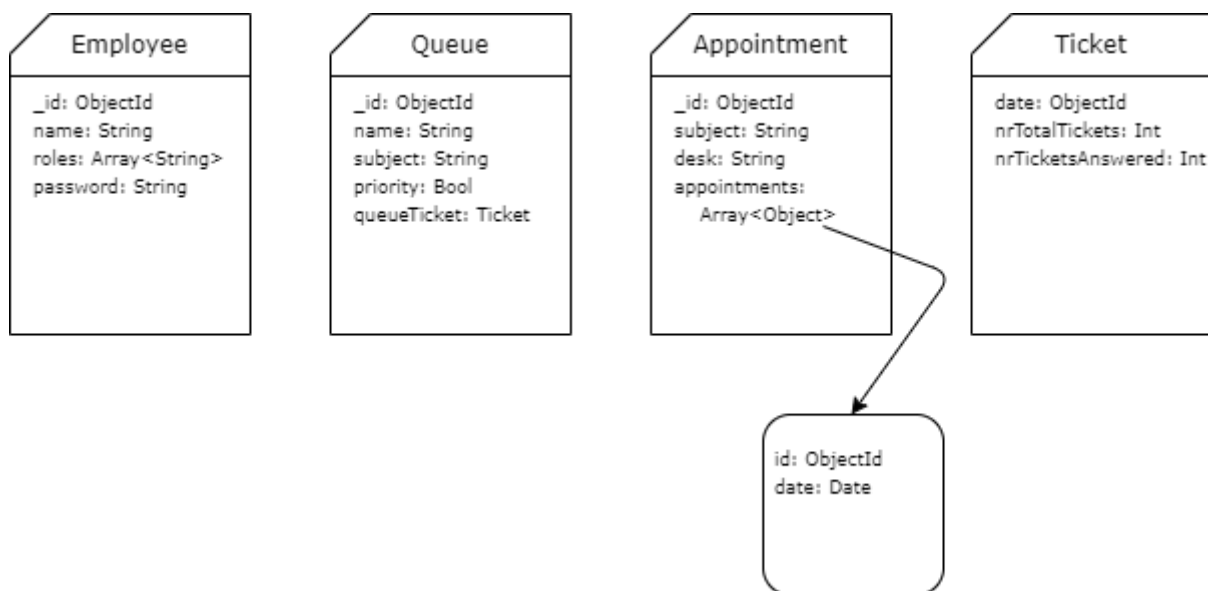 Employee
_id: ObjectId
name: String
roles: Array<String>
password: String
Queue
_id: ObjectId
name: String
subject: String
priority: Bool
queueTicket: Ticket
Appointment
_id: ObjectId
subject: String
desk: String
appointments:
Array<Object>
Ticket
date: ObjectId
nrTotalTickets: Int
nrTicketsAnswered: Int
id: ObjectId
date: Date